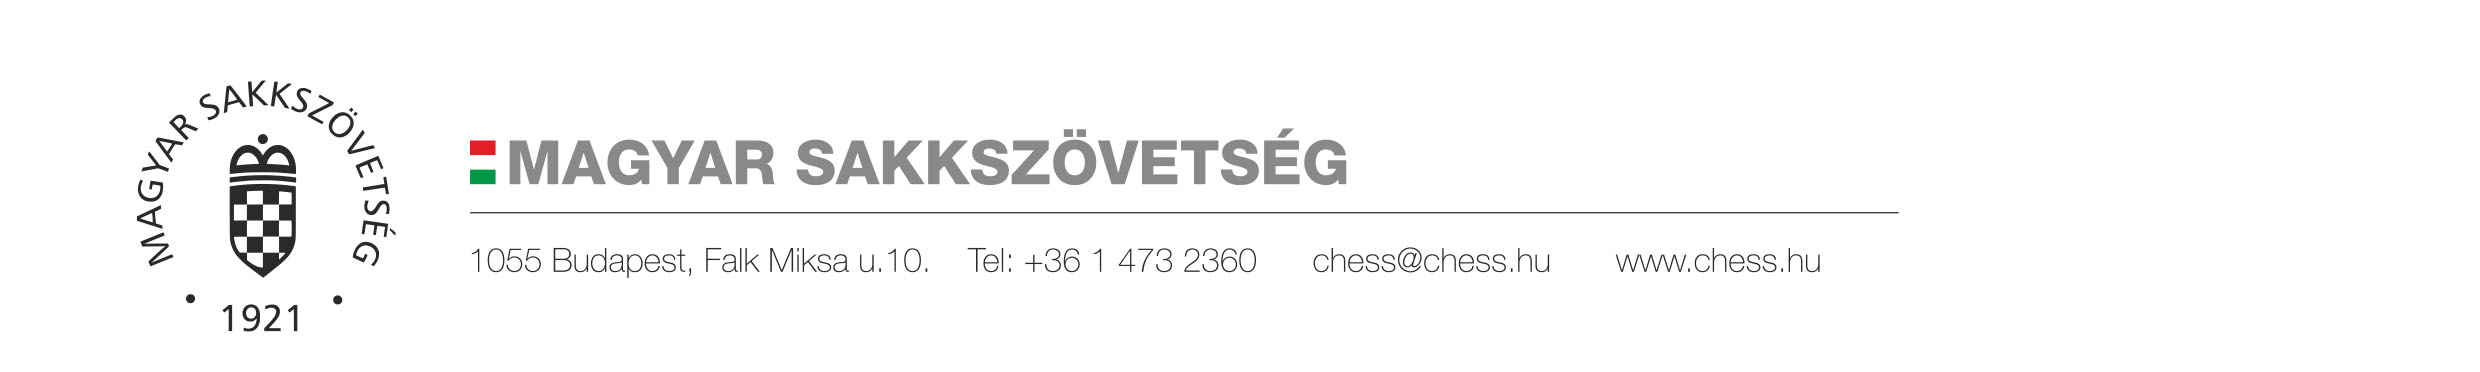 MAGYAR SAKKSZÖVETSÉG
1921
MAGYAR SAKKSZÖVETSÉG
1055 Budapest, Falk Miksa u.10. Tel: +36 1 473 2360 chess@chess.hu www.chess.hu